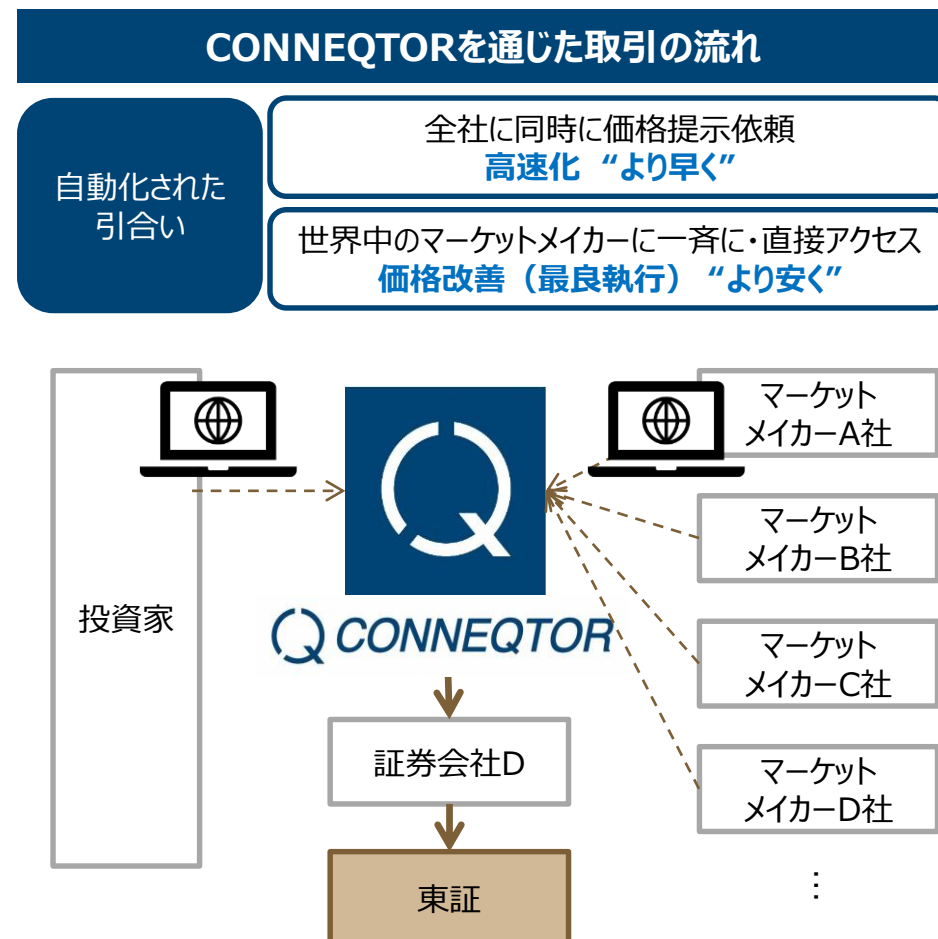 CONNEQTORを通じた取引の流れ
自動化された
引合い
全社に同時に価格提示依頼
高速化 “より早く”
世界中のマーケットメイカーに一斉に・直接アクセス
価格改善（最良執行） “より安く”
投資家
CONNEQTOR
証券会社D
東証
マーケット
メイカーA社
マーケット
メイカーB社
マーケット
メイカーC社
マーケット
メイカーD社
…